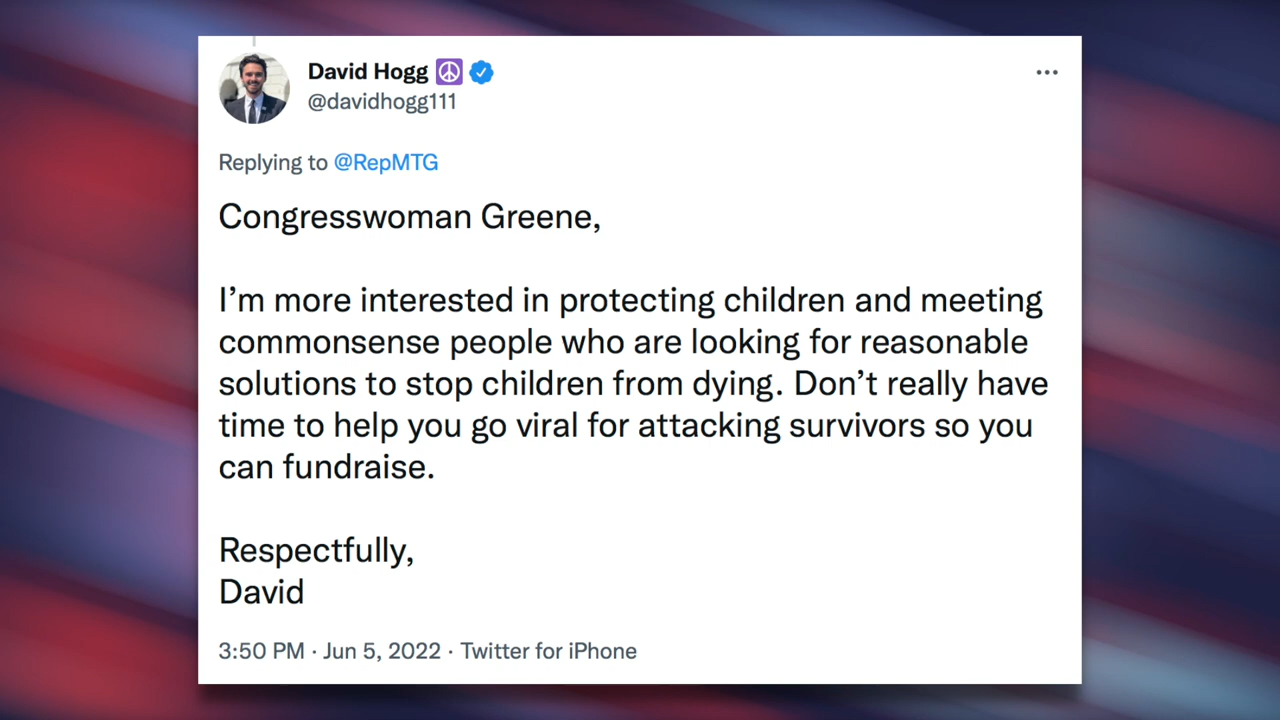 David Hogg ☮️
@davidhogg111
Replying to @RepMTG
Congresswoman Greene,
I’m more interested in protecting children and meeting
commonsense people who are looking for reasonable
solutions to stop children from dying. Don’t really have
time to help you go viral for attacking survivors so you
can fundraise.
Respectfully,
David
3:50 PM · Jun 5, 2022 · Twitter for iPhone